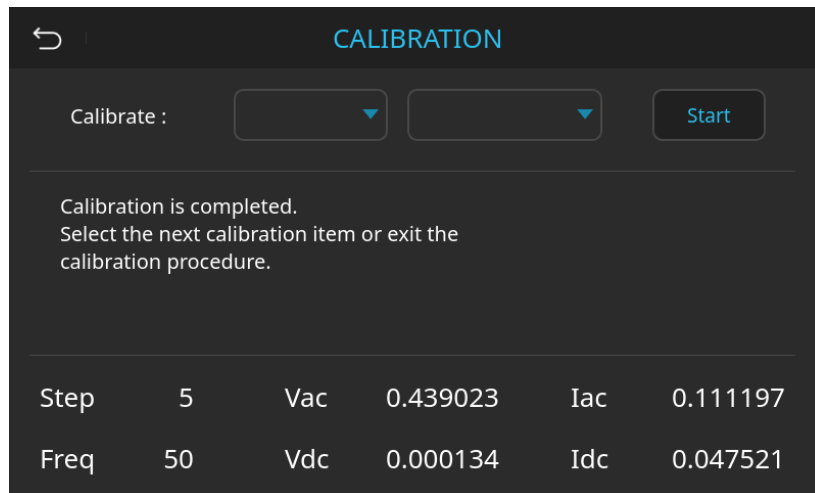 CALIBRATION
Calibrate : Start
Calibration is completed.
Select the next calibration item or exit the
calibration procedure.
Step 5 Vac 0.439023 Iac 0.111197
Freq 50 Vdc 0.000134 Idc 0.047521